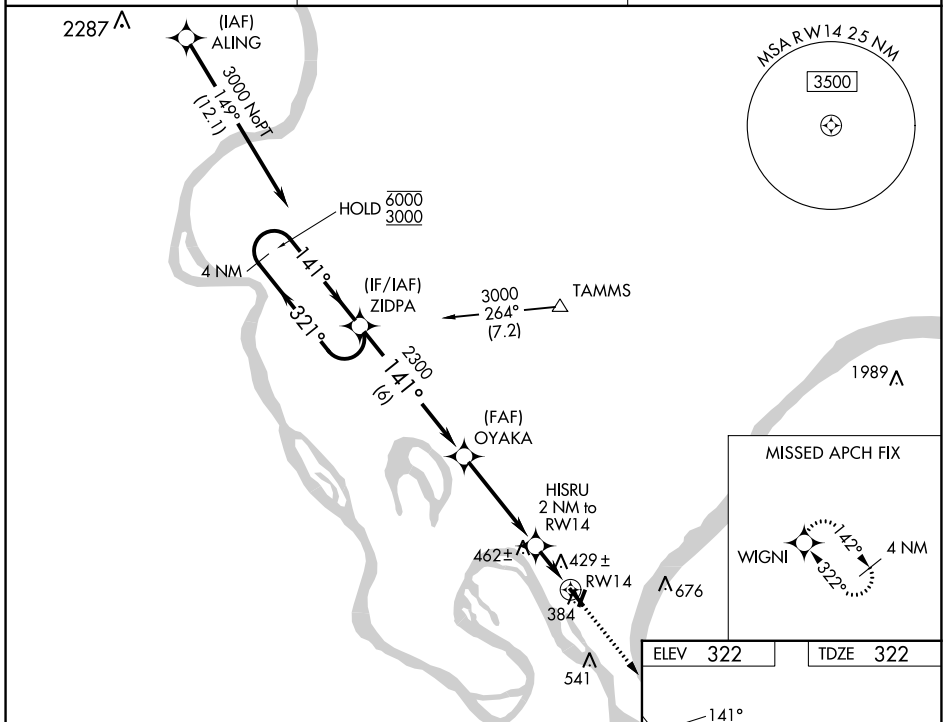 2287
(IAF)
ALING
3000 NoPT
149°
(12.1)
MSA RW14 25 NM
3500
HOLD 6000
3000
4 NM
141°
321°
(IF/IAF)
ZIDPA
3000
264°
(7.2)
TAMMS
2300
141°
(6)
1989
(FAF)
OYAKA
MISSED APCH FIX
WIGNI
142°
322°
4 NM
HISRU
2 NM to
RW14
462±
429±
RW14
384
676
541
ELEV 322
TDZE 322
141°